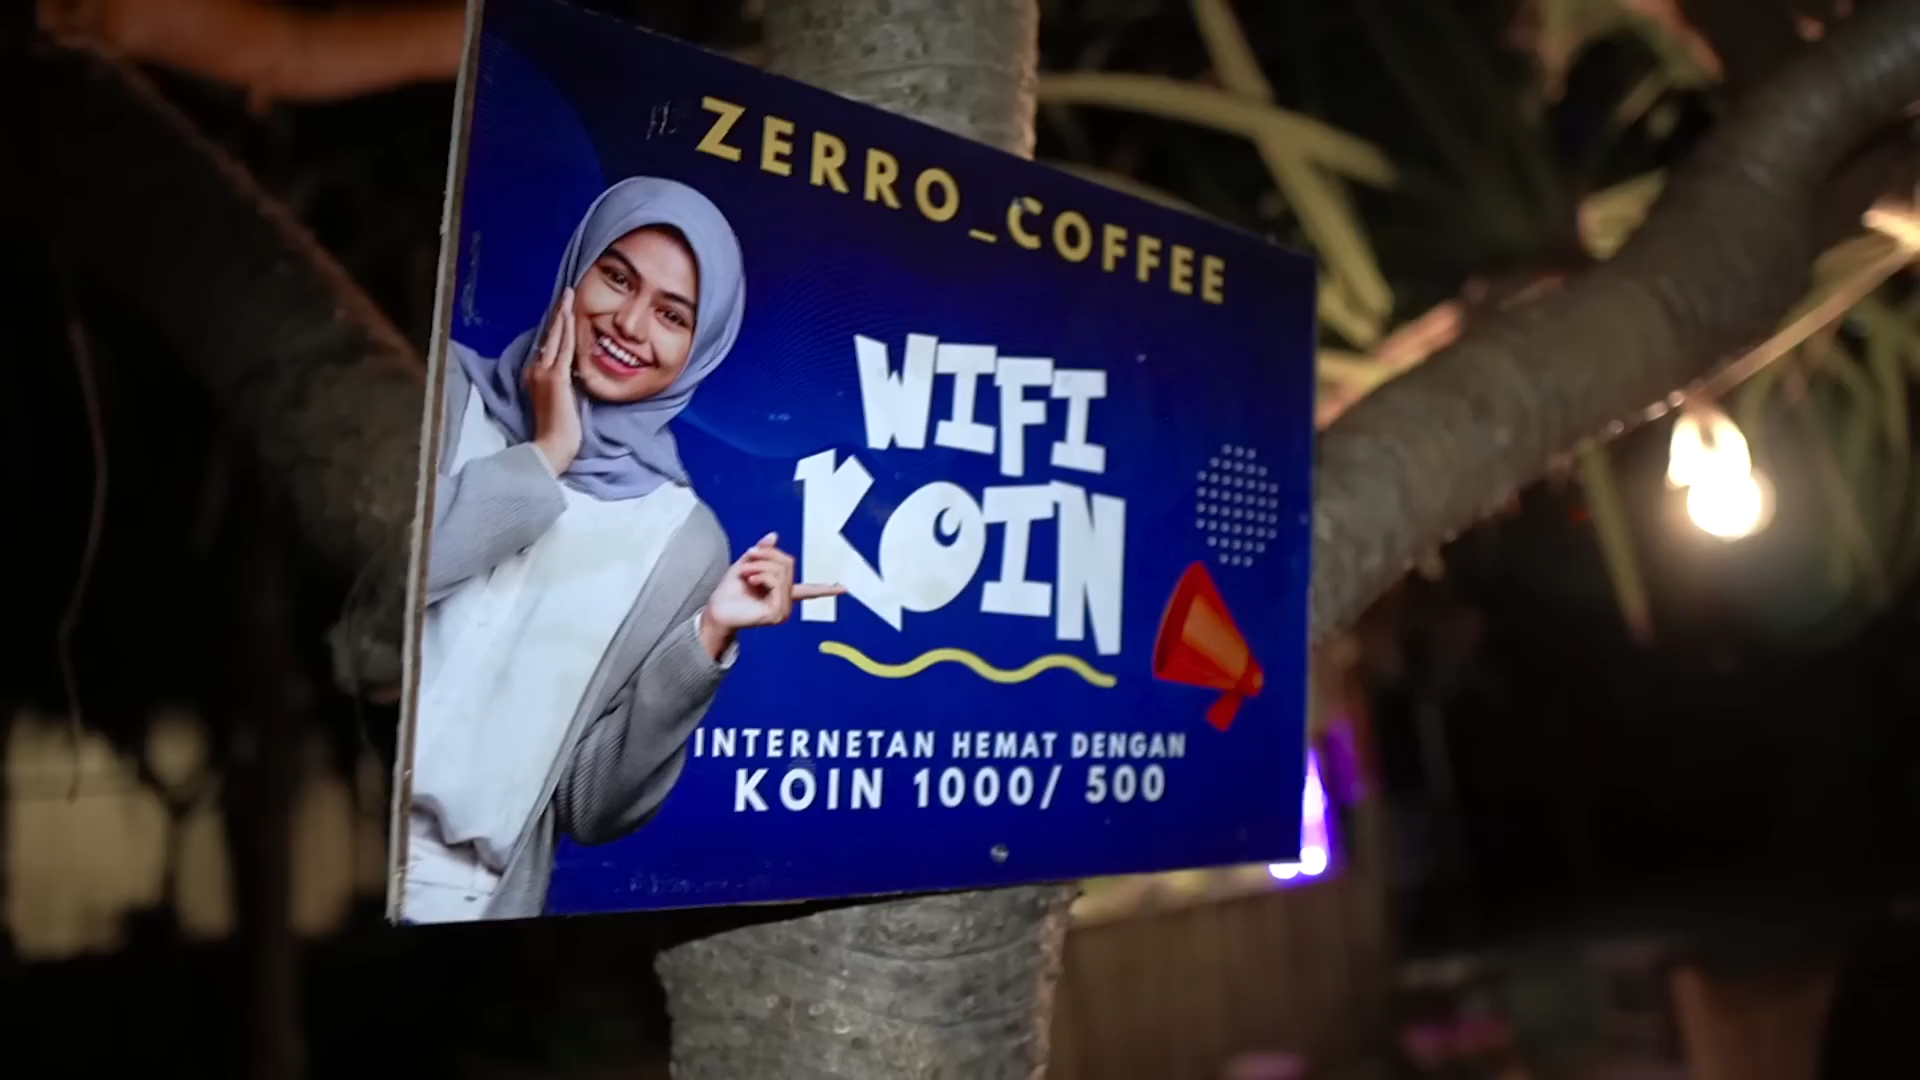 ZERRO_COFFEE
WIFI
KOIN
INTERNETAN HEMAT DENGAN
KOIN 1000/ 500